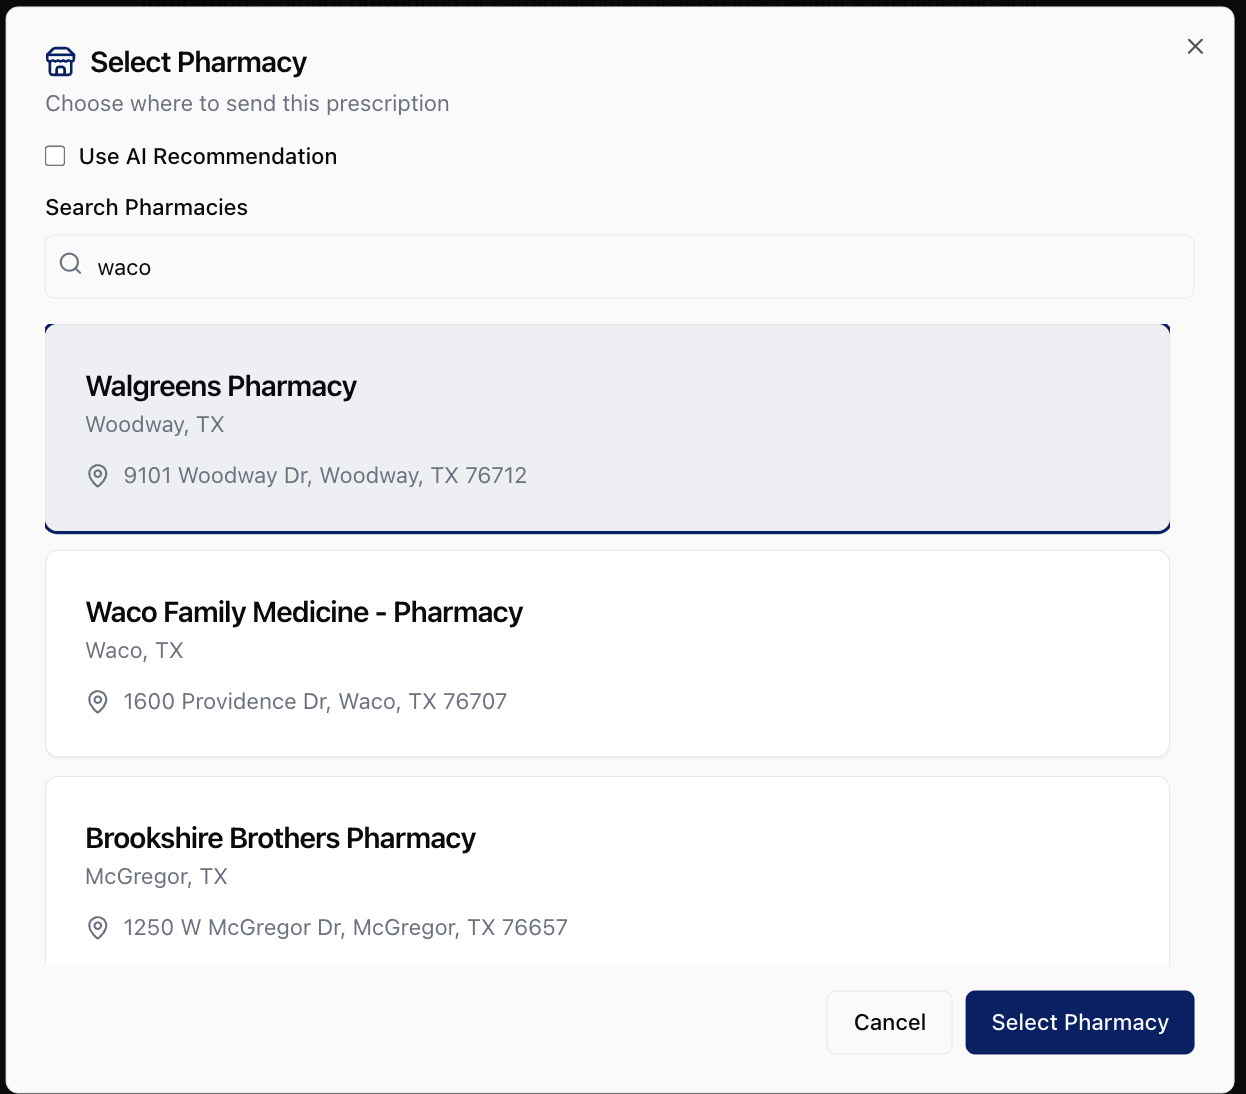 Select Pharmacy
Choose where to send this prescription
Use AI Recommendation
Search Pharmacies
waco
Walgreens Pharmacy
Woodway, TX
9101 Woodway Dr, Woodway, TX 76712
Waco Family Medicine - Pharmacy
Waco, TX
1600 Providence Dr, Waco, TX 76707
Brookshire Brothers Pharmacy
McGregor, TX
1250 W McGregor Dr, McGregor, TX 76657
Cancel
Select Pharmacy